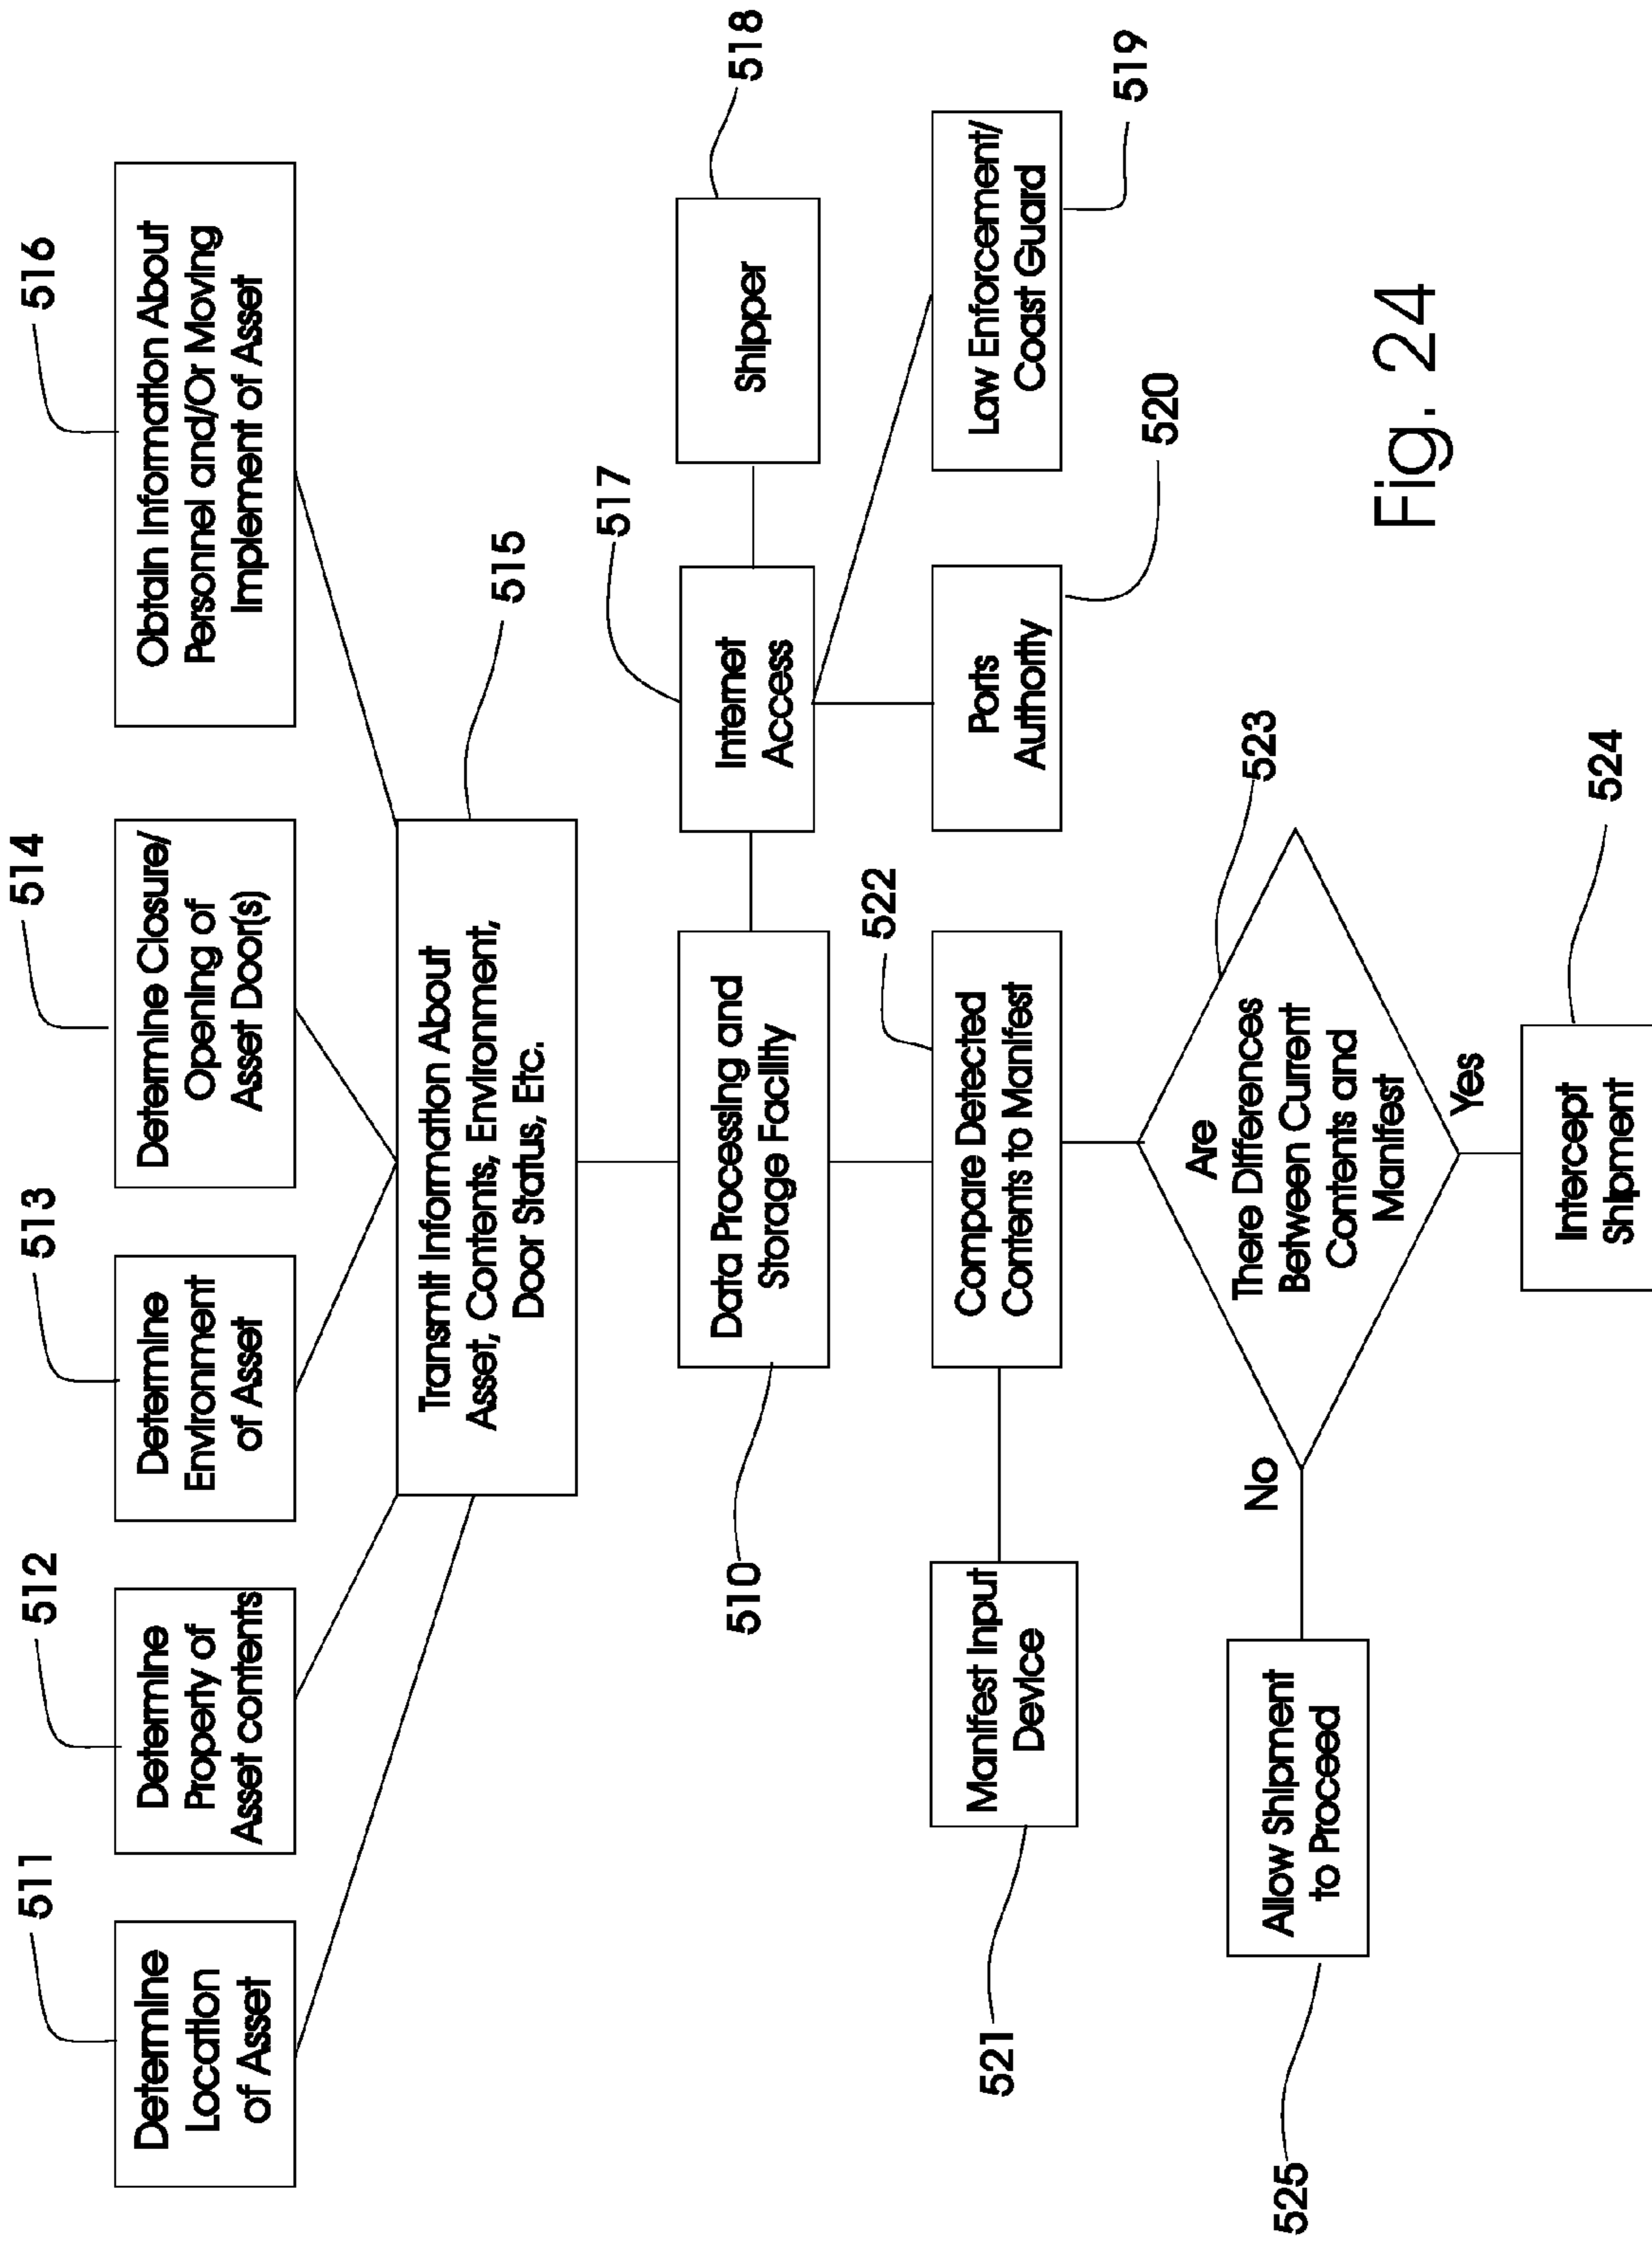 511
Determine
Location
of Asset
512
Determine
Property of
Asset contents
513
Determine
Environment
of Asset
514
Determine Closure/
Opening of
Asset Door(s)
516
Obtain Information About
Personnel and/Or Moving
Implement of Asset
515
Transmit Information About
Asset, Contents, Environment,
Door Status, Etc.
510
Data Processing and
Storage Facility
517
Internet
Access
518
Shipper
521
Manifest Input
Device
522
Compare Detected
Contents to Manifest
520
Ports
Authority
519
Law Enforcement/
Coast Guard
523
Are
There Differences
Between Current
Contents and
Manifest
No
Yes
525
Allow Shipment
to Proceed
524
Intercept
Shipment
Fig. 24